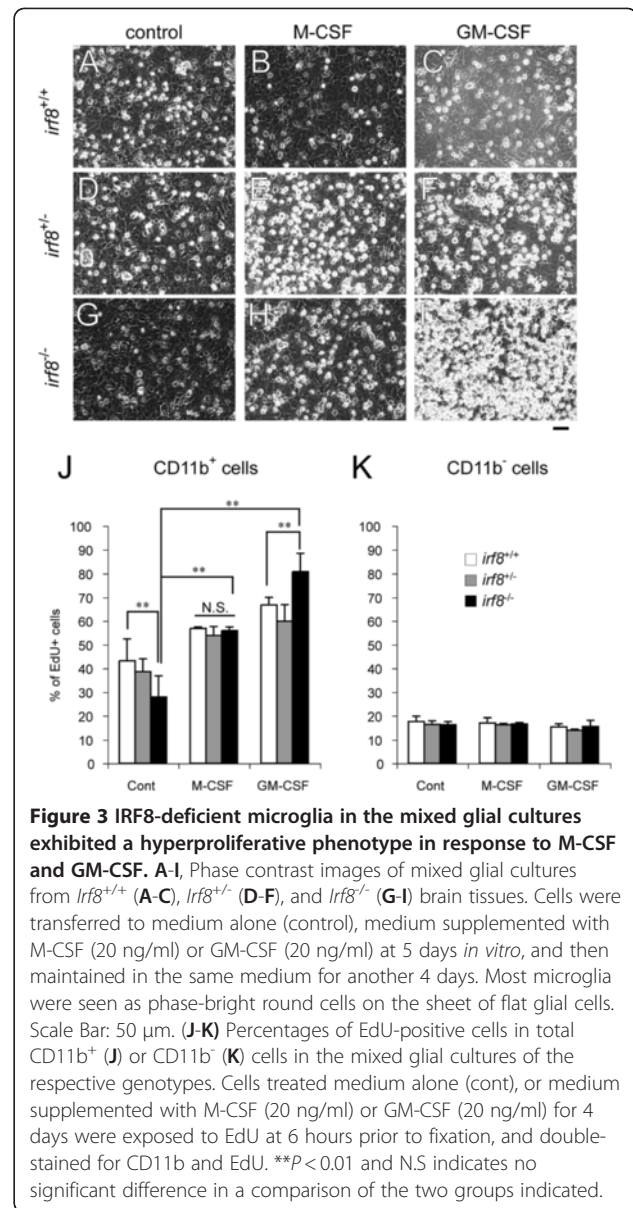 control M-CSF GM-CSF
A B C
irf8+/+
D E F
D
irf8+/-
G H I
irf8-/-
J CD11b+ cells
K CD11b- cells
% of EdU+ cells
100
90
80
70
60
50
40
30
20
10
0
**
**
**
N.S.
**
Cont M-CSF GM-CSF
100
90
80
70
60
50
40
30
20
10
0
irf8+/+
irf8+/-
irf8-/-
Cont M-CSF GM-CSF
Figure 3 IRF8-deficient microglia in the mixed glial cultures
exhibited a hyperproliferative phenotype in response to M-CSF
and GM-CSF. A-I, Phase contrast images of mixed glial cultures
from Irf8+/+ (A-C), Irf8+/- (D-F), and Irf8-/- (G-I) brain tissues. Cells were
transferred to medium alone (control), medium supplemented with
M-CSF (20 ng/ml) or GM-CSF (20 ng/ml) at 5 days in vitro, and then
maintained in the same medium for another 4 days. Most microglia
were seen as phase-bright round cells on the sheet of flat glial cells.
Scale Bar: 50 μm. (J-K) Percentages of EdU-positive cells in total
CD11b+ (J) or CD11b- (K) cells in the mixed glial cultures of the
respective genotypes. Cells treated medium alone (cont), or medium
supplemented with M-CSF (20 ng/ml) or GM-CSF (20 ng/ml) for 4
days were exposed to EdU at 6 hours prior to fixation, and double-
stained for CD11b and EdU. **P < 0.01 and N.S indicates no
significant difference in a comparison of the two groups indicated.